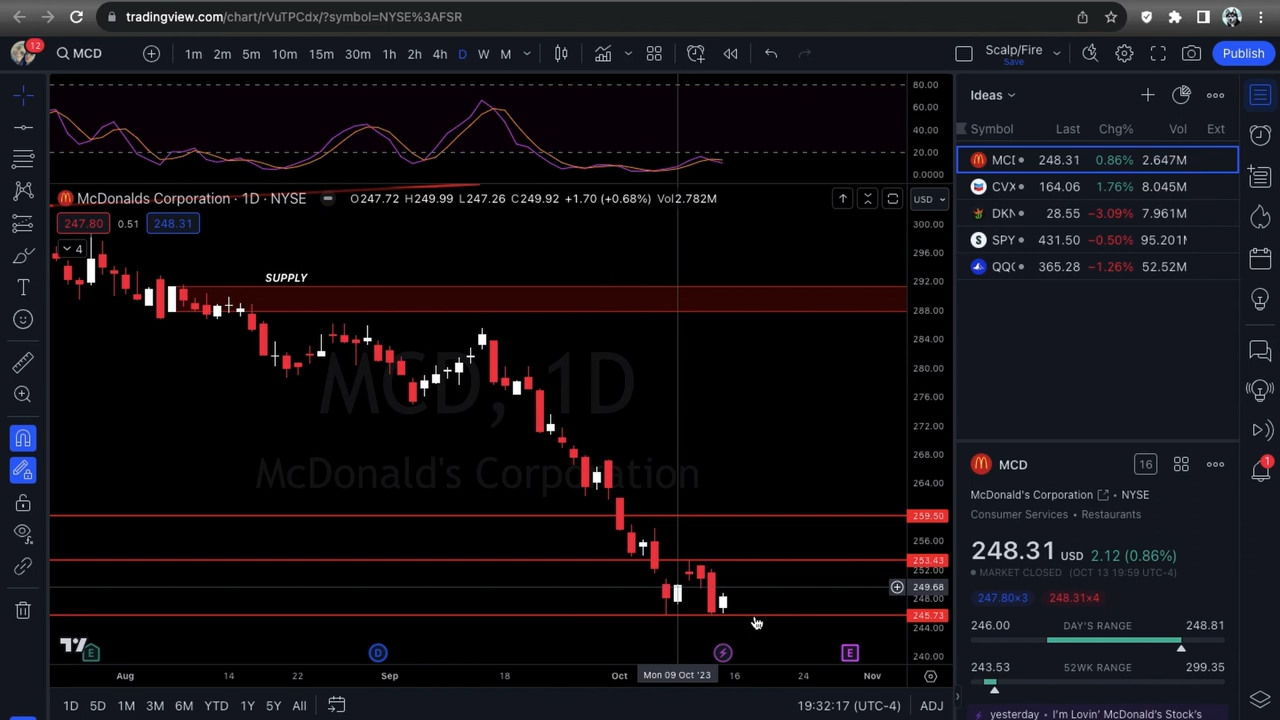 tradingview.com/chart/rVuTPCdx/?symbol=NYSE%3AFSR
12 MCD 1m 2m 5m 10m 15m 30m 1h 2h 4h D W M Scalp/Fire Save Publish
80.00
60.00
40.00
20.00
0.0000
McDonalds Corporation · 1D · NYSE O247.72 H249.99 L247.26 C249.92 +1.70 (+0.68%) Vol2.782M USD
247.80 0.51 248.31
4
SUPPLY
300.00
296.00
292.00
288.00
284.00
280.00
276.00
272.00
268.00
264.00
259.50
256.00
253.43
252.00
249.68
248.00
245.73
244.00
240.00
MCD, 1D
McDonald's Corporation
E D E
Aug 14 22 Sep 18 Oct Mon 09 Oct '23 16 24 Nov
1D 5D 1M 3M 6M YTD 1Y 5Y All 19:32:17 (UTC-4) ADJ
Ideas
Symbol Last Chg% Vol Ext
MCD 248.31 0.86% 2.647M
CVX 164.06 1.76% 8.045M
DKN 28.55 -3.09% 7.961M
SPY 431.50 -0.50% 95.201M
QQQ 365.28 -1.26% 52.52M
MCD 16
McDonald's Corporation NYSE
Consumer Services • Restaurants
248.31 USD 2.12 (0.86%)
MARKET CLOSED (OCT 13 19:59 UTC-4)
247.80×3 248.31×4
246.00 DAY'S RANGE 248.81
243.53 52WK RANGE 299.35
yesterday • I'm Lovin' McDonald's Stock's
1